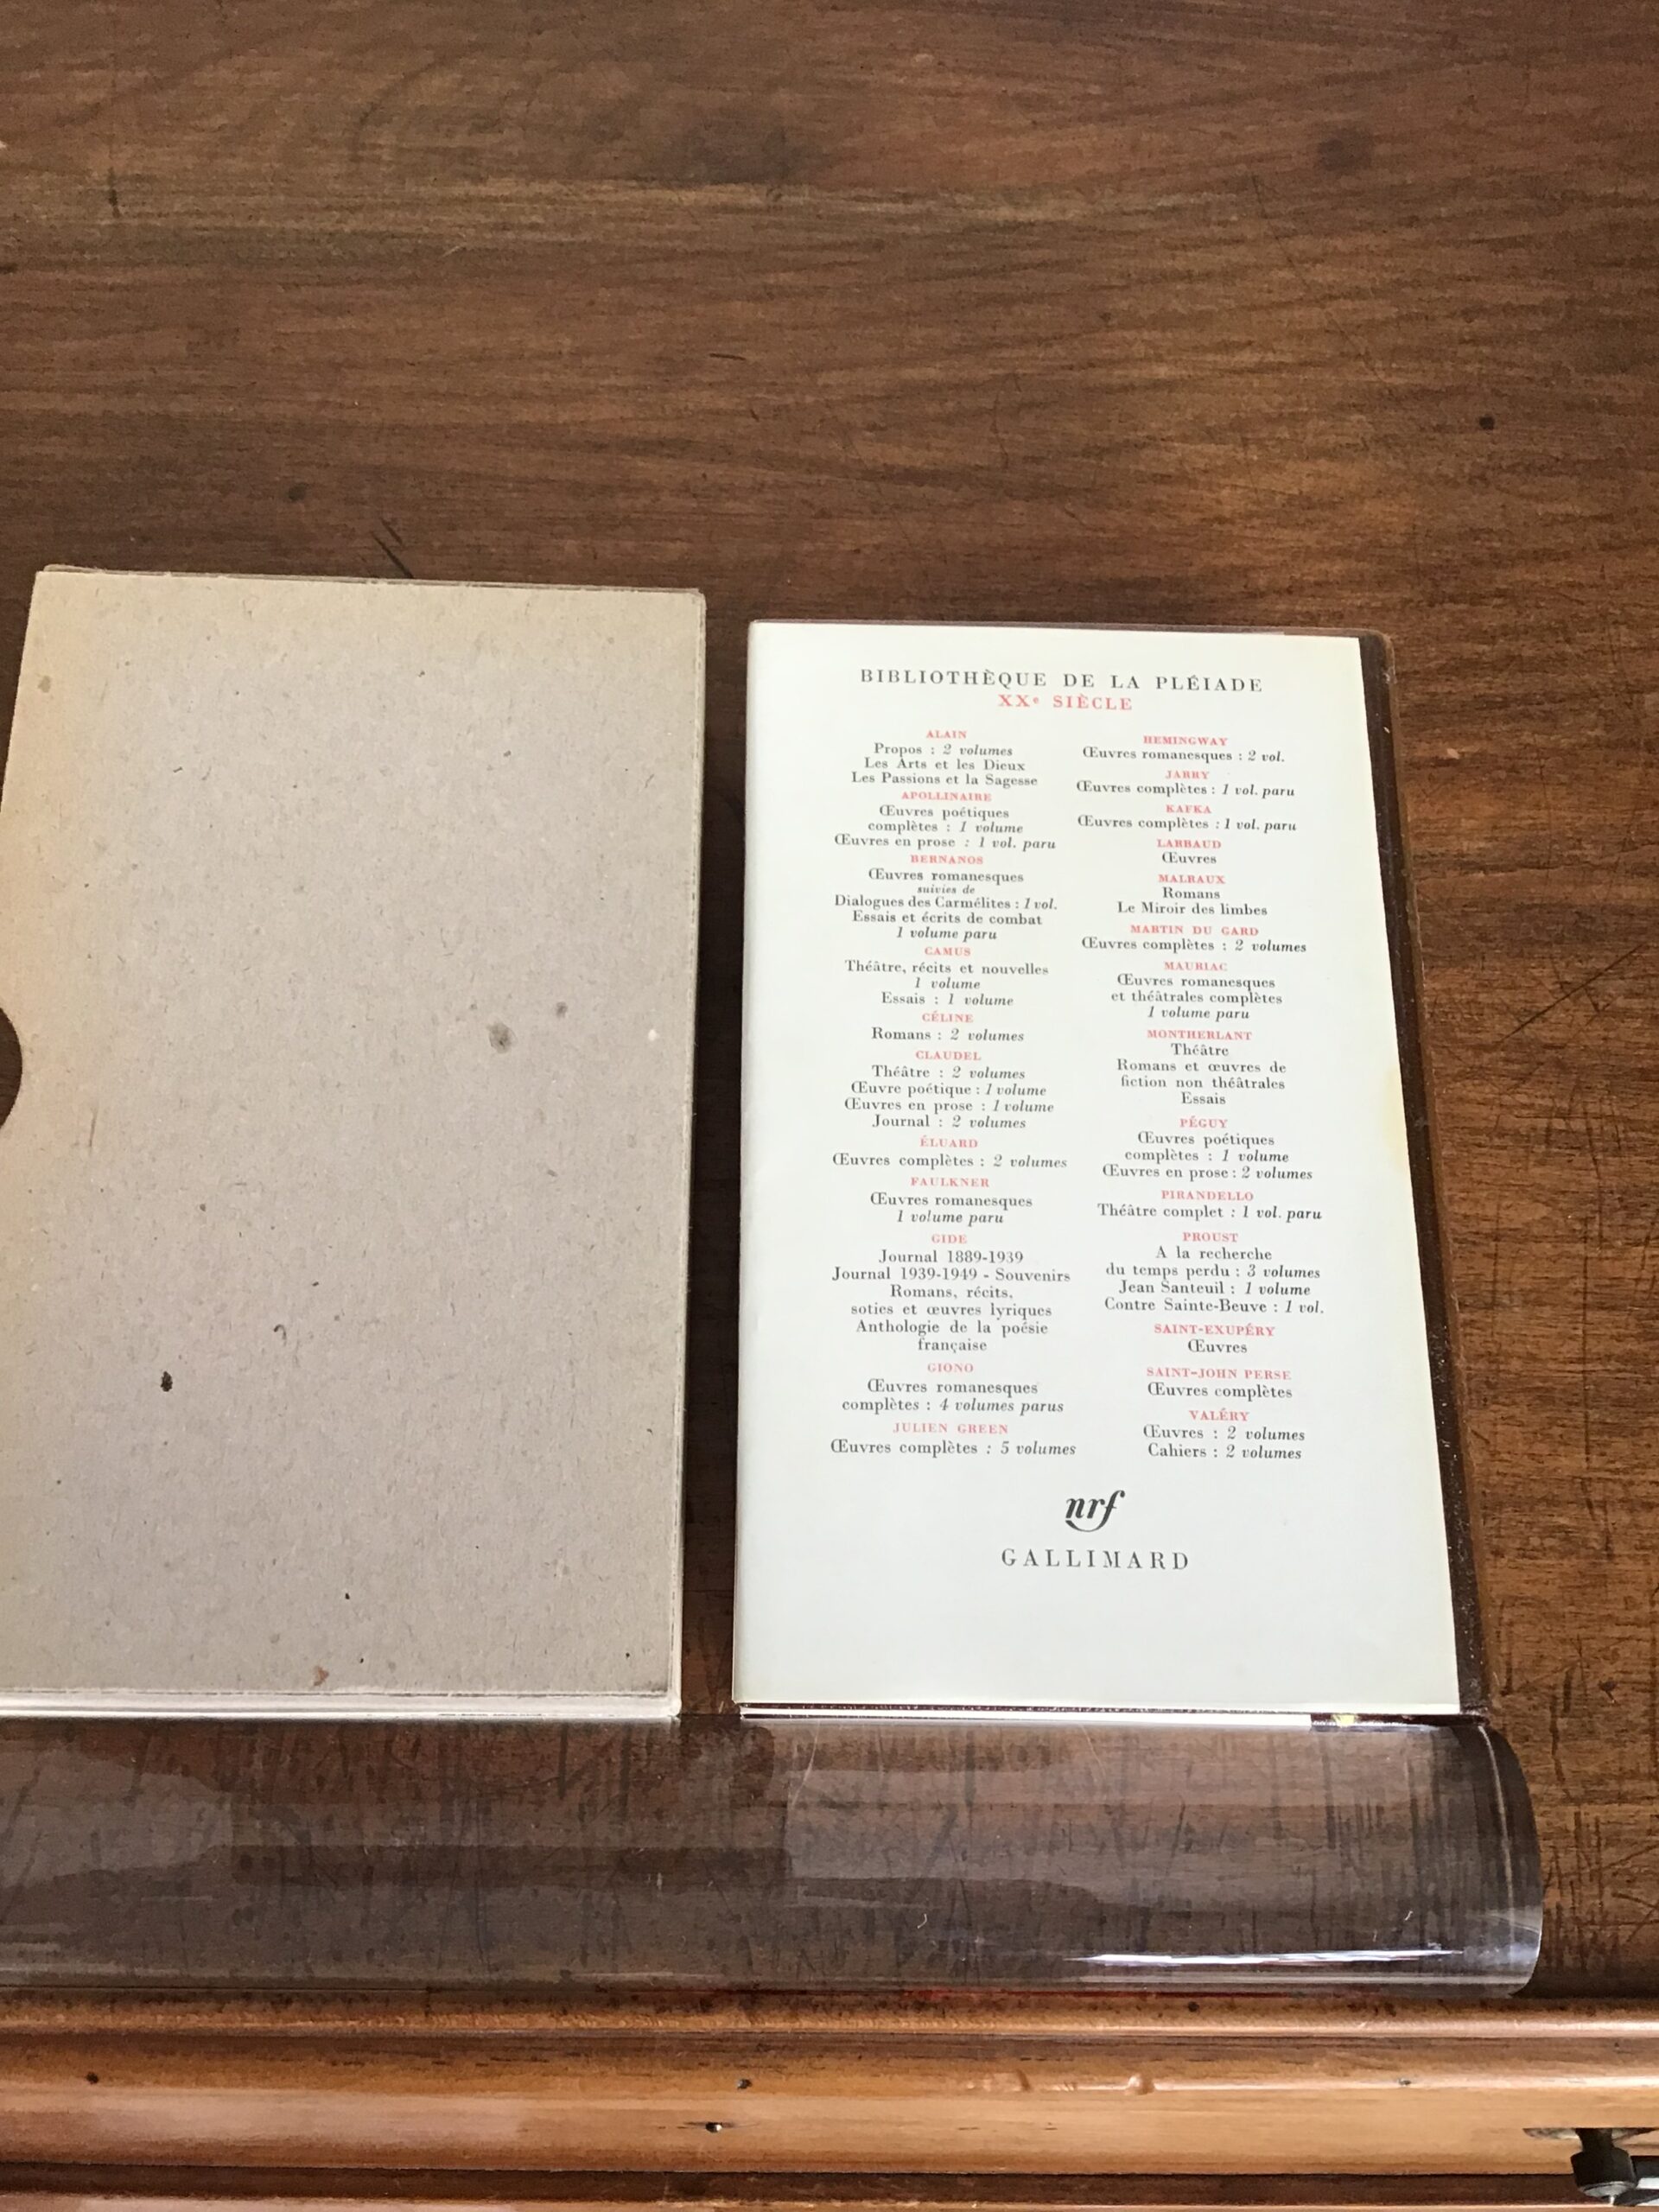 BIBLIOTHÈQUE DE LA PLÉIADE
XXe SIÈCLE
ALAIN
Propos : 2 volumes
Les Arts et les Dieux
Les Passions et la Sagesse
APOLLINAIRE
Œuvres poétiques
complètes : 1 volume
Œuvres en prose : 1 vol. paru
BERNANOS
Œuvres romanesques
suivies de
Dialogues des Carmélites : 1 vol.
Essais et écrits de combat
1 volume paru
CAMUS
Théâtre, récits et nouvelles
1 volume
Essais : 1 volume
CÉLINE
Romans : 2 volumes
CLAUDEL
Théâtre : 2 volumes
Œuvre poétique : 1 volume
Œuvres en prose : 1 volume
Journal : 2 volumes
ÉLUARD
Œuvres complètes : 2 volumes
FAULKNER
Œuvres romanesques
1 volume paru
GIDE
Journal 1889-1939
Journal 1939-1949 - Souvenirs
Romans, récits,
soties et œuvres lyriques
Anthologie de la poésie
française
GIONO
Œuvres romanesques
complètes : 4 volumes parus
JULIEN GREEN
Œuvres complètes : 5 volumes
HEMINGWAY
Œuvres romanesques : 2 vol.
JARRY
Œuvres complètes : 1 vol. paru
KAFKA
Œuvres complètes : 1 vol. paru
LARBAUD
Œuvres
MALRAUX
Romans
Le Miroir des limbes
MARTIN DU GARD
Œuvres complètes : 2 volumes
MAURIAC
Œuvres romanesques
et théâtrales complètes
1 volume paru
MONTHERLANT
Théâtre
Romans et œuvres de
fiction non théâtrales
Essais
PÉGUY
Œuvres poétiques
complètes : 1 volume
Œuvres en prose : 2 volumes
PIRANDELLO
Théâtre complet : 1 vol. paru
PROUST
A la recherche
du temps perdu : 3 volumes
Jean Santeuil : 1 volume
Contre Sainte-Beuve : 1 vol.
SAINT-EXUPÉRY
Œuvres
SAINT-JOHN PERSE
Œuvres complètes
VALÉRY
Œuvres : 2 volumes
Cahiers : 2 volumes
nrf
GALLIMARD